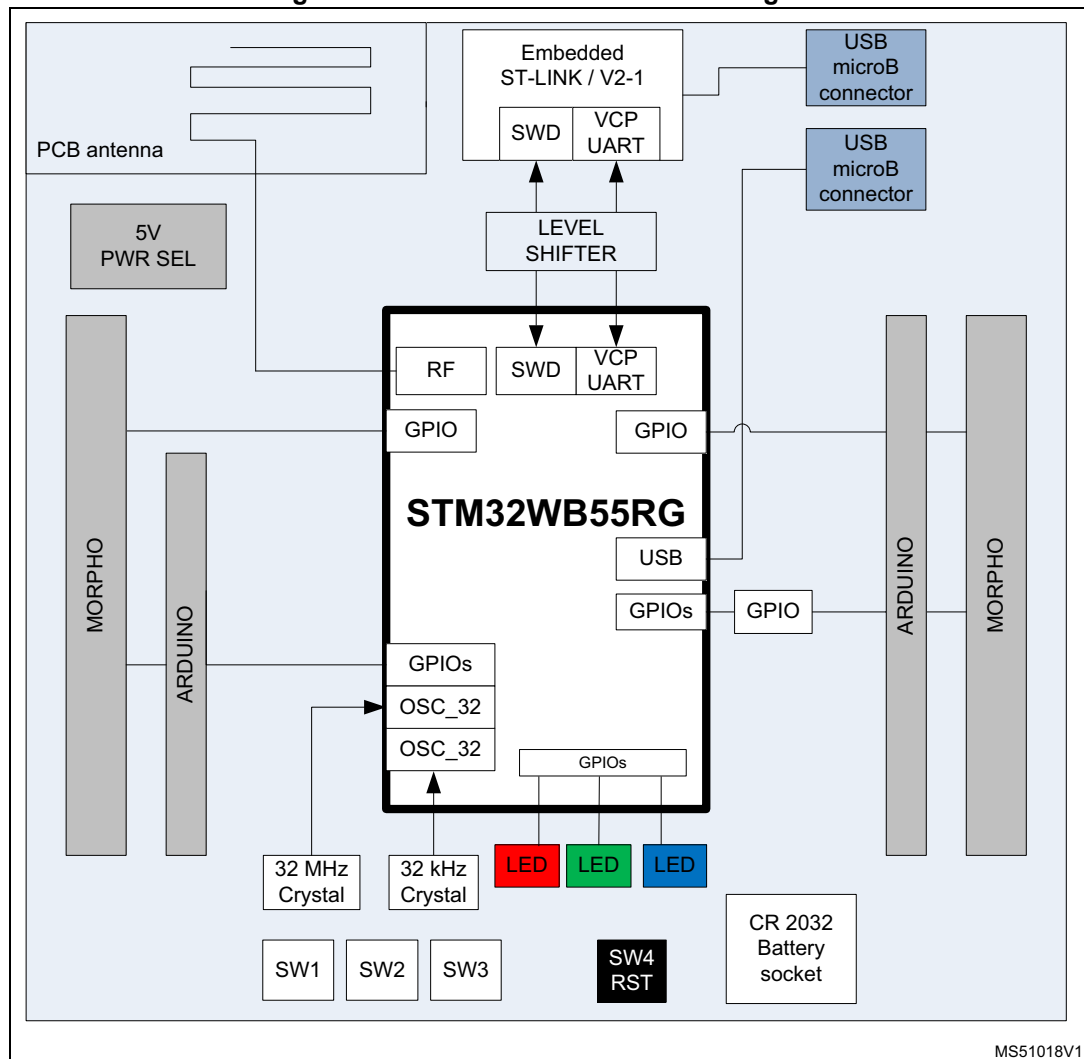 Embedded
ST-LINK / V2-1
SWD
VCP
UART
USB
microB
connector
USB
microB
connector
PCB antenna
5V
PWR SEL
LEVEL
SHIFTER
RF
SWD
VCP
UART
GPIO
GPIO
STM32WB55RG
USB
GPIOs
GPIO
MORPHO
ARDUINO
ARDUINO
MORPHO
GPIOs
OSC_32
OSC_32
GPIOs
32 MHz
Crystal
32 kHz
Crystal
LED
LED
LED
SW1
SW2
SW3
SW4
RST
CR 2032
Battery
socket
MS51018V1